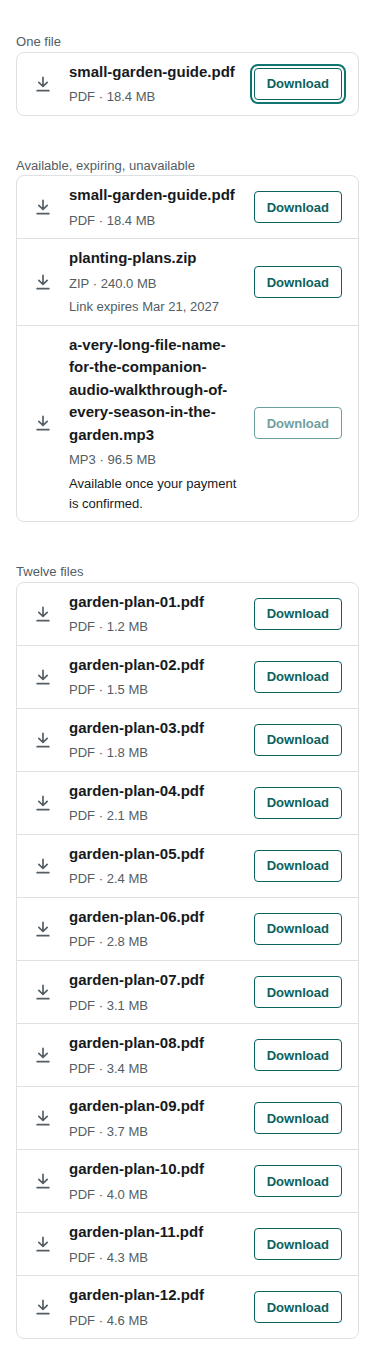 One file
small-garden-guide.pdf
PDF · 18.4 MB
Download
Available, expiring, unavailable
small-garden-guide.pdf
PDF · 18.4 MB
Download
planting-plans.zip
ZIP · 240.0 MB
Link expires Mar 21, 2027
Download
a-very-long-file-name-
for-the-companion-
audio-walkthrough-of-
every-season-in-the-
garden.mp3
MP3 · 96.5 MB
Available once your payment
is confirmed.
Download
Twelve files
garden-plan-01.pdf
PDF · 1.2 MB
Download
garden-plan-02.pdf
PDF · 1.5 MB
Download
garden-plan-03.pdf
PDF · 1.8 MB
Download
garden-plan-04.pdf
PDF · 2.1 MB
Download
garden-plan-05.pdf
PDF · 2.4 MB
Download
garden-plan-06.pdf
PDF · 2.8 MB
Download
garden-plan-07.pdf
PDF · 3.1 MB
Download
garden-plan-08.pdf
PDF · 3.4 MB
Download
garden-plan-09.pdf
PDF · 3.7 MB
Download
garden-plan-10.pdf
PDF · 4.0 MB
Download
garden-plan-11.pdf
PDF · 4.3 MB
Download
garden-plan-12.pdf
PDF · 4.6 MB
Download